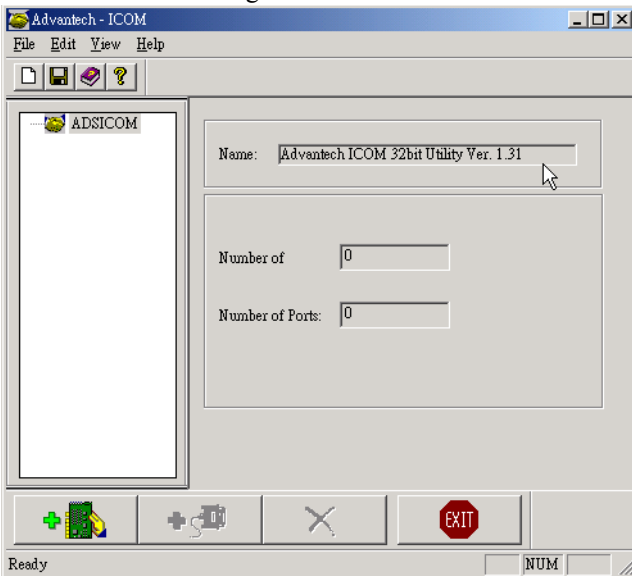 Advantech - ICOM
File Edit View Help
ADSICOM
Name: Advantech ICOM 32bit Utility Ver. 1.31
Number of 0
Number of Ports: 0
EXIT
Ready NUM